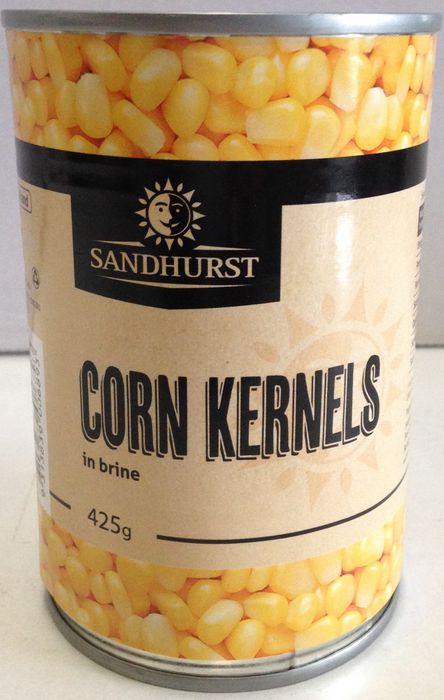 SANDHURST
CORN KERNELS
in brine
425g